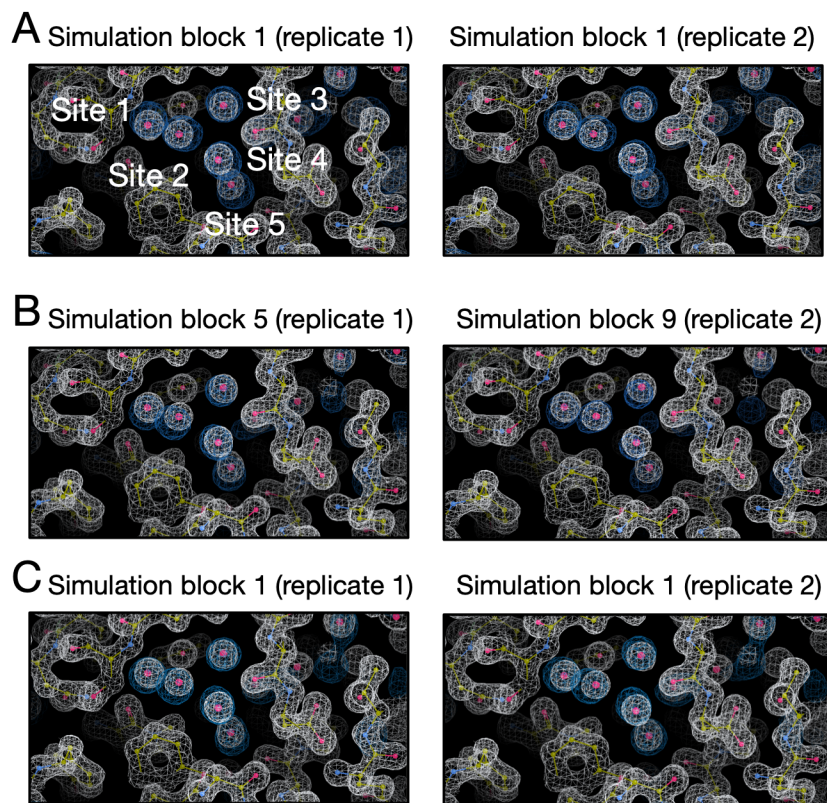 A
Simulation block 1 (replicate 1)
Simulation block 1 (replicate 2)
Site 1
Site 3
Site 2
Site 4
Site 5
B
Simulation block 5 (replicate 1)
Simulation block 9 (replicate 2)
C
Simulation block 1 (replicate 1)
Simulation block 1 (replicate 2)